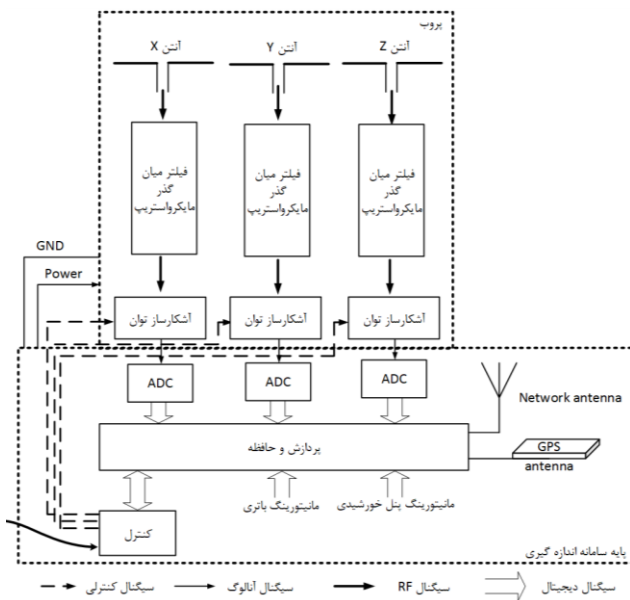 پروب
آنتن X
آنتن Y
آنتن Z
فیلتر میان
گذر
مایکرواستریپ
فیلتر میان
گذر
مایکرواستریپ
فیلتر میان
گذر
مایکرواستریپ
GND
Power
آشکارساز توان
آشکارساز توان
آشکارساز توان
ADC
ADC
ADC
Network antenna
پردازش و حافظه
GPS
antenna
مانیتورینگ باتری
مانیتورینگ پنل خورشیدی
کنترل
پایه سامانه اندازه گیری
سیگنال کنترلی
سیگنال آنالوگ
سیگنال RF
سیگنال دیجیتال